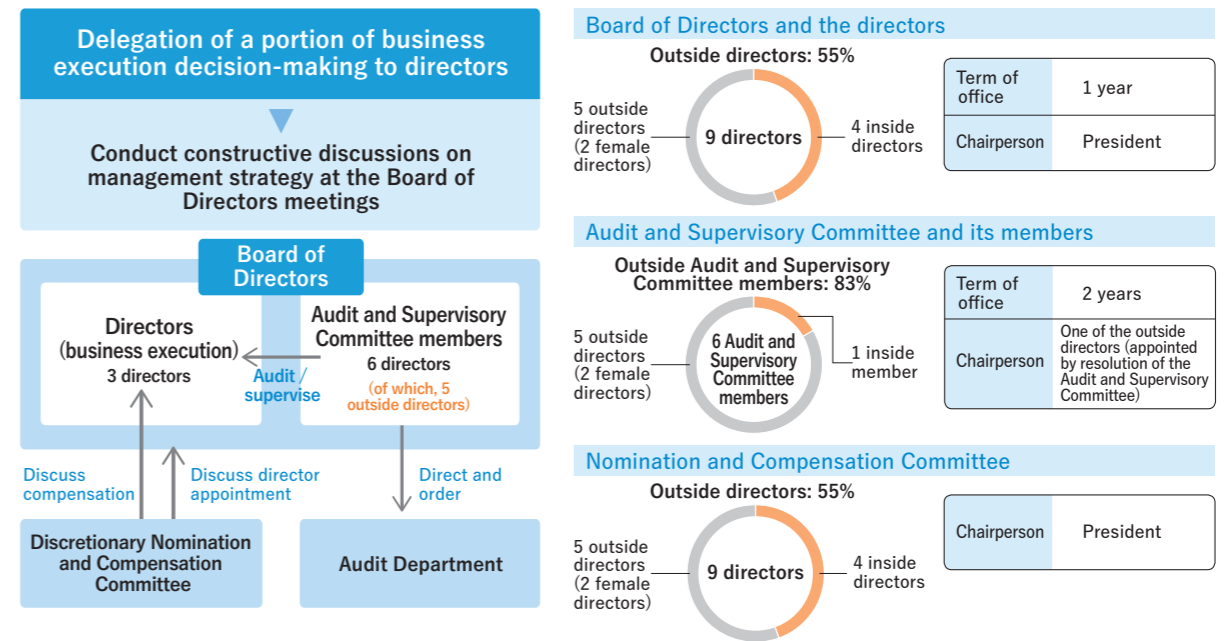 Delegation of a portion of business
execution decision-making to directors
Conduct constructive discussions on
management strategy at the Board of
Directors meetings
Board of
Directors
Directors
(business execution)
3 directors
Audit /
supervise
Audit and Supervisory
Committee members
6 directors
(of which, 5
outside directors)
Discuss
compensation
Discuss director
appointment
Direct and
order
Discretionary Nomination
and Compensation
Committee
Audit Department
Board of Directors and the directors
Outside directors: 55%
5 outside
directors
(2 female
directors)
9 directors
4 inside
directors
Term of
office
1 year
Chairperson
President
Audit and Supervisory Committee and its members
Outside Audit and Supervisory
Committee members: 83%
5 outside
directors
(2 female
directors)
6 Audit and
Supervisory
Committee
members
1 inside
member
Term of
office
2 years
Chairperson
One of the outside
directors (appointed
by resolution of the
Audit and Supervisory
Committee)
Nomination and Compensation Committee
Outside directors: 55%
5 outside
directors
(2 female
directors)
9 directors
4 inside
directors
Chairperson
President